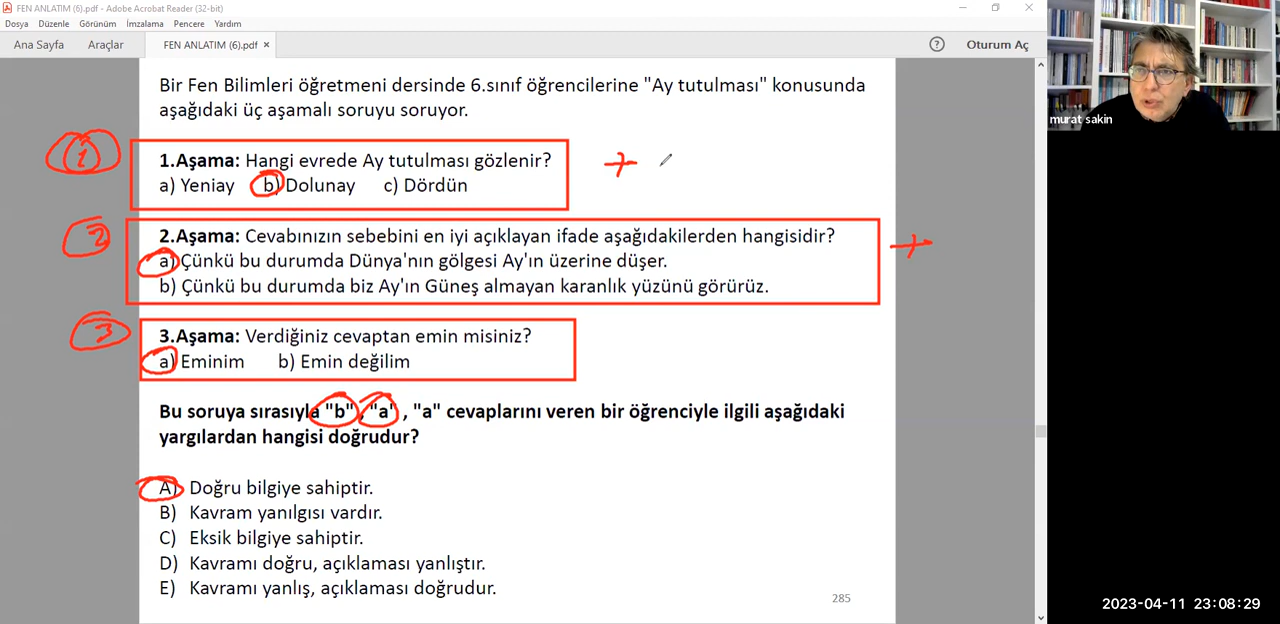 FEN ANLATIM (6).pdf - Adobe Acrobat Reader (32-bit)
Dosya Düzenle Görünüm İmzalama Pencere Yardım
Ana Sayfa Araçlar FEN ANLATIM (6).pdf × ? Oturum Aç
murat sakin
Bir Fen Bilimleri öğretmeni dersinde 6.sınıf öğrencilerine "Ay tutulması" konusunda
aşağıdaki üç aşamalı soruyu soruyor.
1
1.Aşama: Hangi evrede Ay tutulması gözlenir? +
a) Yeniay b) Dolunay c) Dördün
2
2.Aşama: Cevabınızın sebebini en iyi açıklayan ifade aşağıdakilerden hangisidir? +
a) Çünkü bu durumda Dünya'nın gölgesi Ay'ın üzerine düşer.
b) Çünkü bu durumda biz Ay'ın Güneş almayan karanlık yüzünü görürüz.
3
3.Aşama: Verdiğiniz cevaptan emin misiniz?
a) Eminim b) Emin değilim
Bu soruya sırasıyla "b" , "a" , "a" cevaplarını veren bir öğrenciyle ilgili aşağıdaki
yargılardan hangisi doğrudur?
A) Doğru bilgiye sahiptir.
B) Kavram yanılgısı vardır.
C) Eksik bilgiye sahiptir.
D) Kavramı doğru, açıklaması yanlıştır.
E) Kavramı yanlış, açıklaması doğrudur.
285
2023-04-11 23:08:29